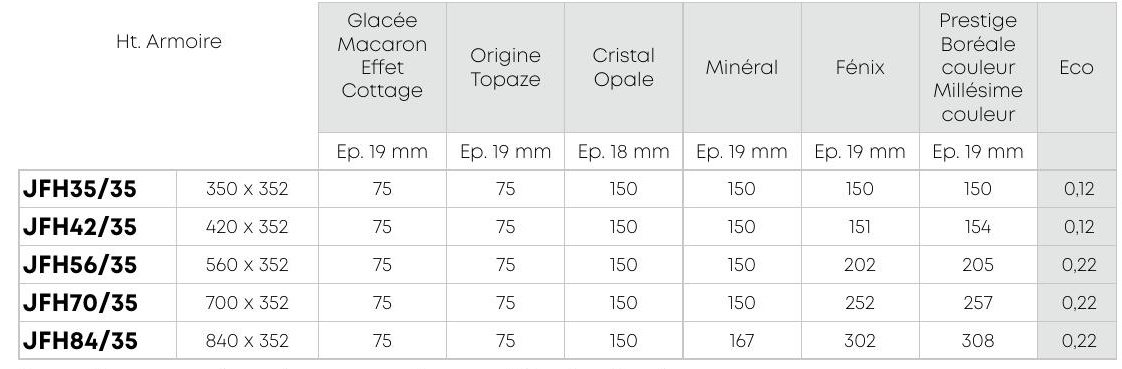 Ht. Armoire
Glacée
Macaron
Effet
Cottage
Origine
Topaze
Cristal
Opale
Minéral
Fénix
Prestige
Boréale
couleur
Millésime
couleur
Eco
Ep. 19 mm Ep. 19 mm Ep. 18 mm Ep. 19 mm Ep. 19 mm Ep. 19 mm
JFH35/35 350 x 352 75 75 150 150 150 150 0,12
JFH42/35 420 x 352 75 75 150 150 151 154 0,12
JFH56/35 560 x 352 75 75 150 150 202 205 0,22
JFH70/35 700 x 352 75 75 150 150 252 257 0,22
JFH84/35 840 x 352 75 75 150 167 302 308 0,22